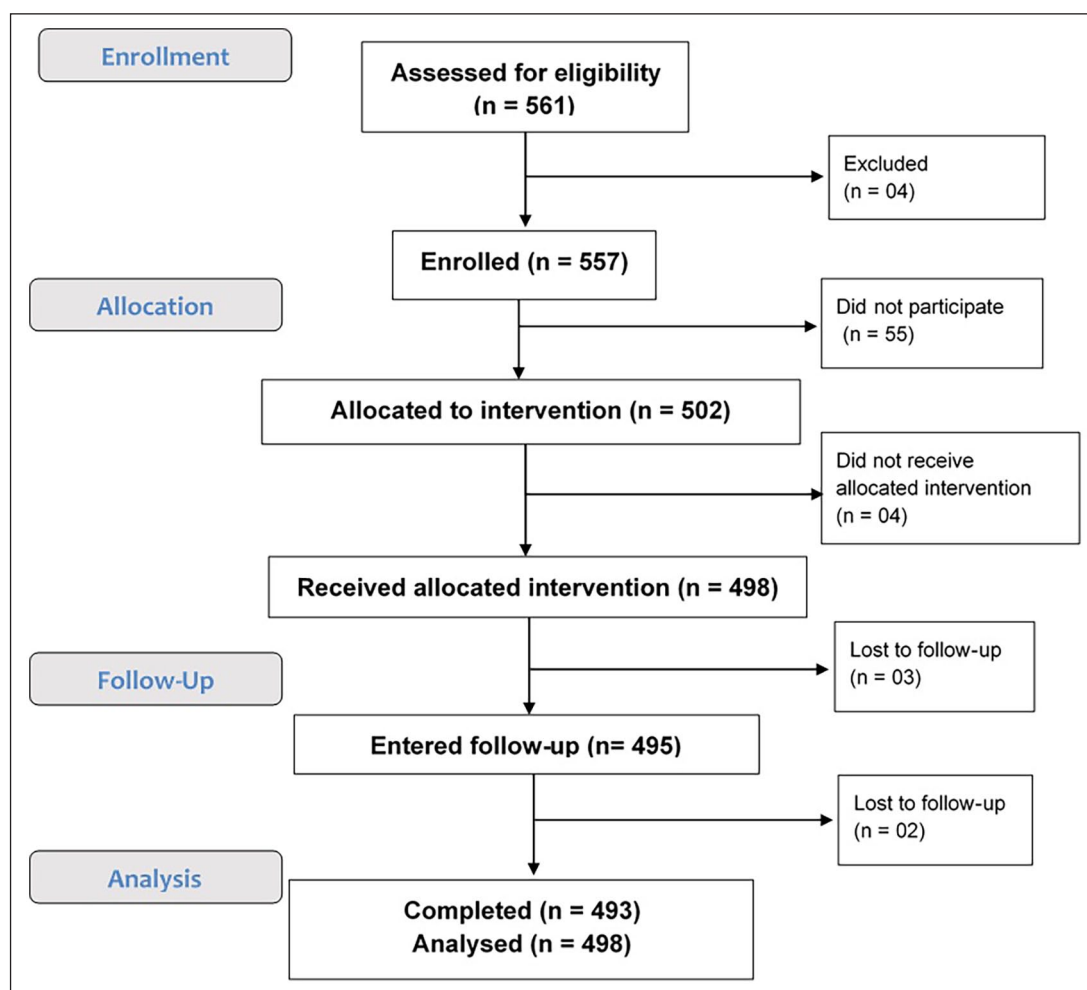 Enrollment
Assessed for eligibility
(n = 561)
Excluded
(n = 04)
Enrolled (n = 557)
Allocation
Did not participate
(n = 55)
Allocated to intervention (n = 502)
Did not receive
allocated intervention
(n = 04)
Received allocated intervention (n = 498)
Lost to follow-up
(n = 03)
Follow-Up
Entered follow-up (n= 495)
Lost to follow-up
(n = 02)
Analysis
Completed (n = 493)
Analysed (n = 498)